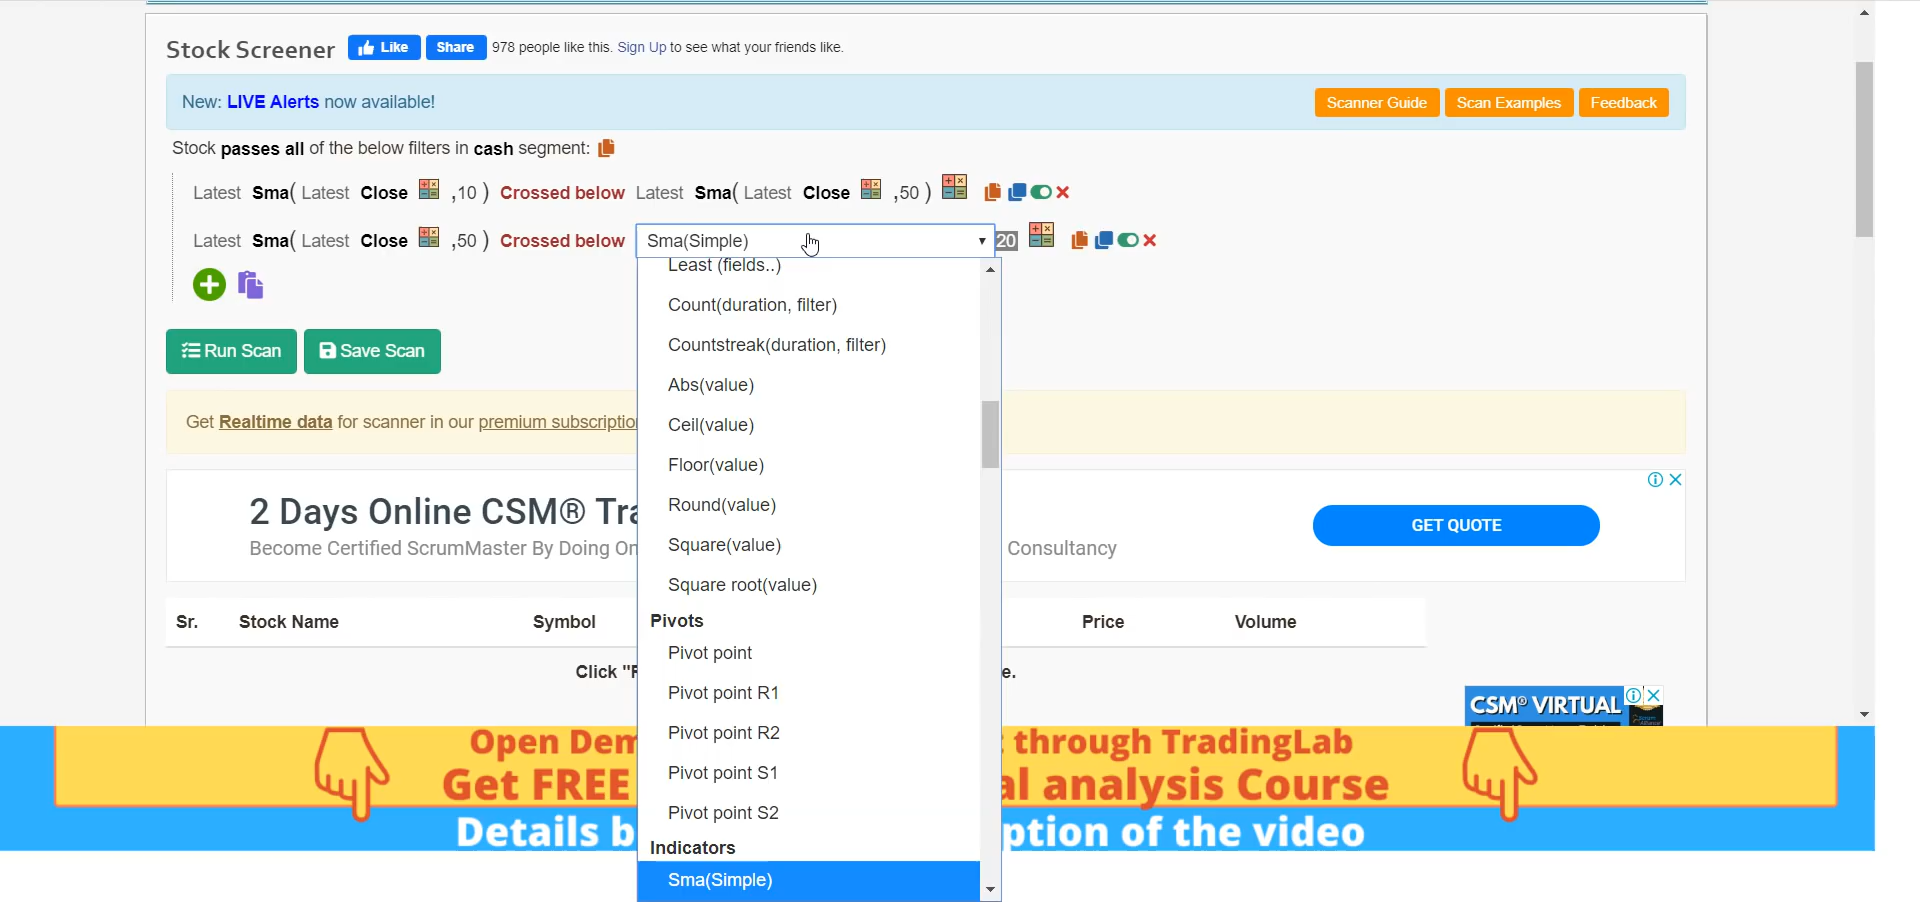 Stock Screener Like Share 978 people like this. Sign Up to see what your friends like.
New: LIVE Alerts now available! Scanner Guide Scan Examples Feedback
Stock passes all of the below filters in cash segment:
Latest Sma( Latest Close ,10 ) Crossed below Latest Sma( Latest Close ,50 )
Latest Sma( Latest Close ,50 ) Crossed below Sma(Simple) 20
Least (fields..)
Count(duration, filter)
Run Scan Save Scan Countstreak(duration, filter)
Abs(value)
Get Realtime data for scanner in our premium Ceil(value)
Floor(value)
2 Days Online CSM® Round(value) GET QUOTE
Become Certified ScrumMaster By Doing Square(value) Consultancy
Square root(value)
Sr. Stock Name Symbol Pivots Price Volume
Pivot point
Click
Pivot point R1 CSM® VIRTUAL
Open Pivot point R2 through TradingLab
Get FREE Pivot point S1 analysis Course
Details Pivot point S2 of the video
Indicators
Sma(Simple)